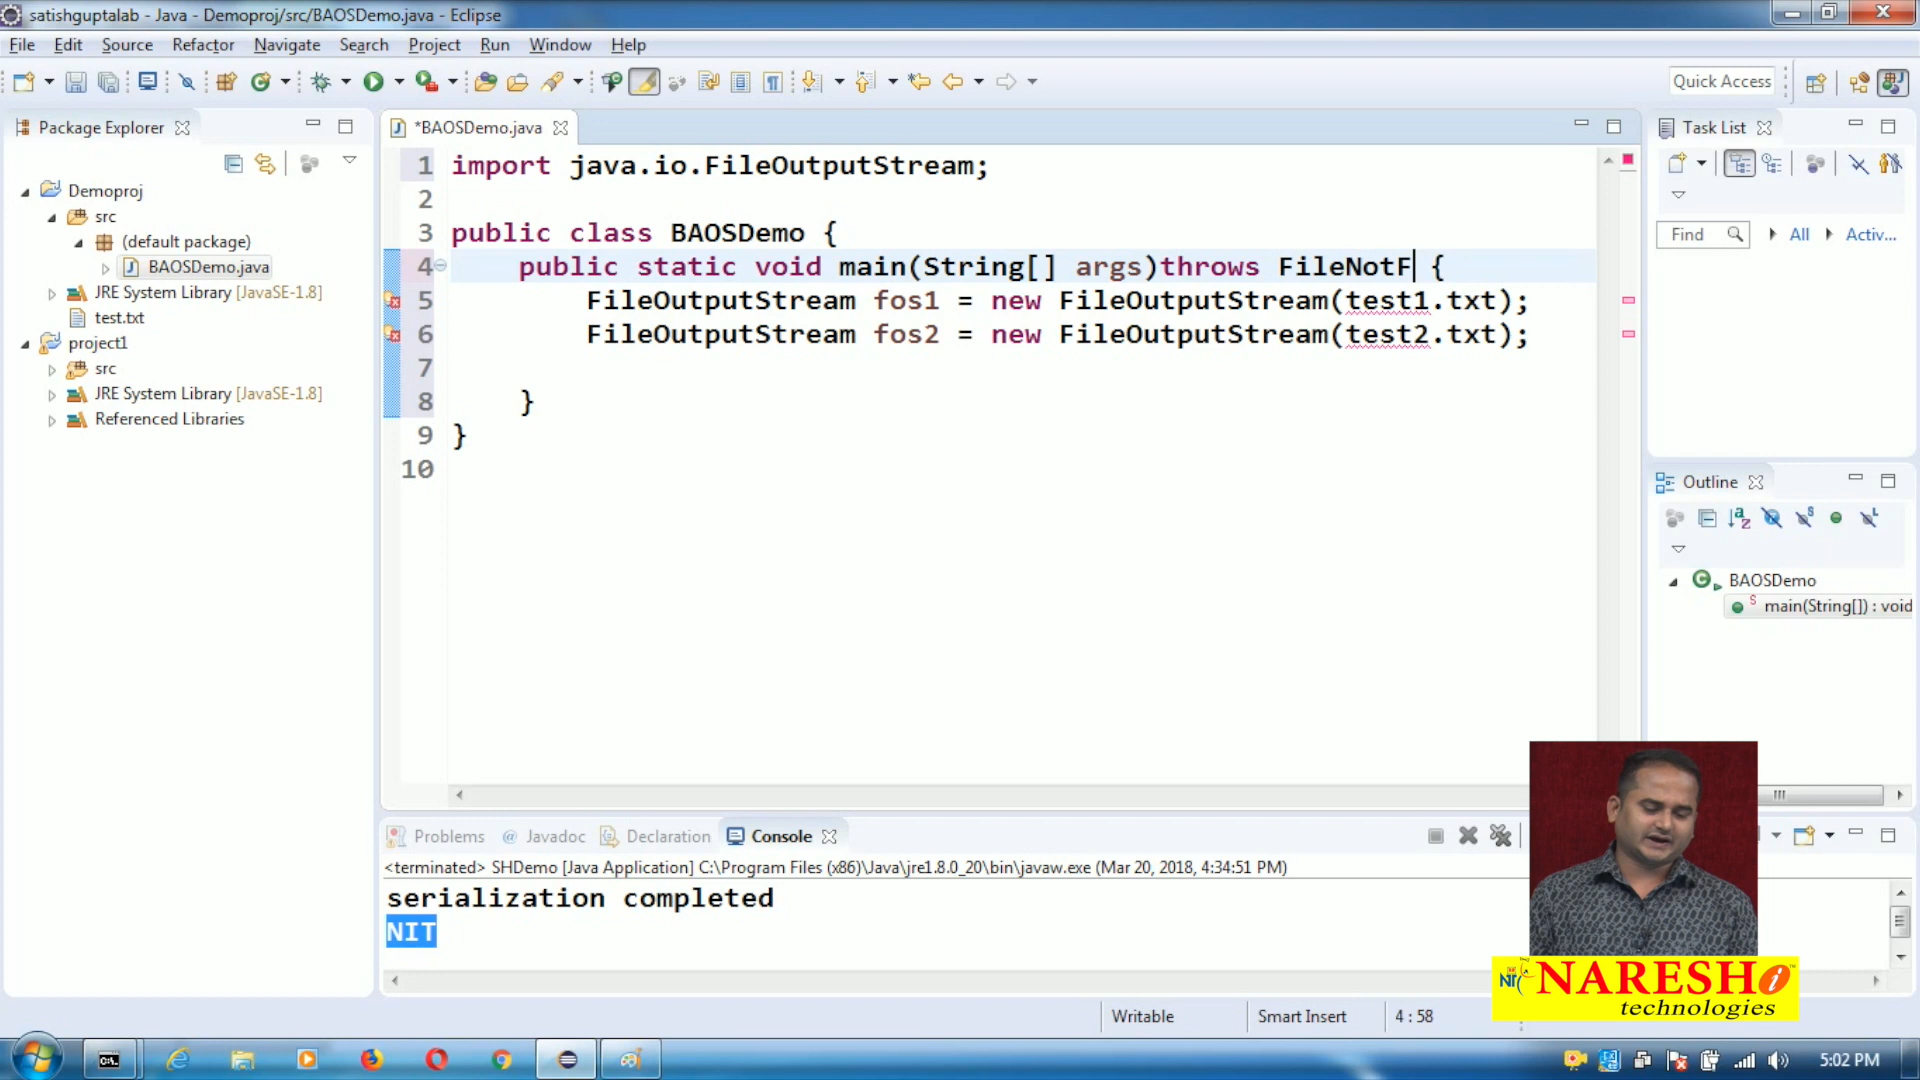 satishguptalab - Java - Demoproj/src/BAOSDemo.java - Eclipse
File Edit Source Refactor Navigate Search Project Run Window Help
Quick Access
Package Explorer
Demoproj
src
(default package)
BAOSDemo.java
JRE System Library [JavaSE-1.8]
test.txt
project1
src
JRE System Library [JavaSE-1.8]
Referenced Libraries
*BAOSDemo.java
1 import java.io.FileOutputStream;
2
3 public class BAOSDemo {
4 public static void main(String[] args)throws FileNotF {
5 FileOutputStream fos1 = new FileOutputStream(test1.txt);
6 FileOutputStream fos2 = new FileOutputStream(test2.txt);
7
8 }
9 }
10
Task List
Find All Activ...
Outline
BAOSDemo
main(String[]) : void
Problems @ Javadoc Declaration Console
<terminated> SHDemo [Java Application] C:\Program Files (x86)\Java\jre1.8.0_20\bin\javaw.exe (Mar 20, 2018, 4:34:51 PM)
serialization completed
NIT
NARESH i
technologies
Writable Smart Insert 4 : 58
5:02 PM